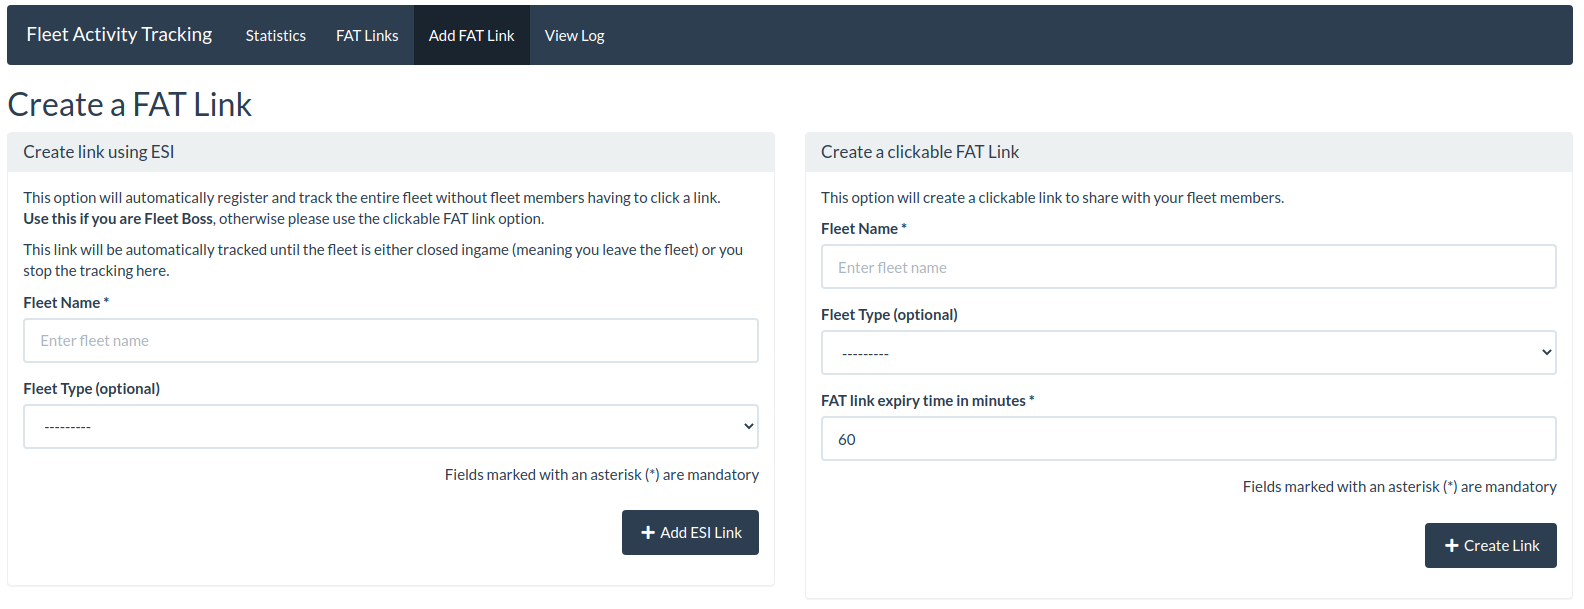 Fleet Activity Tracking Statistics FAT Links Add FAT Link View Log
Create a FAT Link
Create link using ESI
This option will automatically register and track the entire fleet without fleet members having to click a link.
Use this if you are Fleet Boss, otherwise please use the clickable FAT link option.
This link will be automatically tracked until the fleet is either closed ingame (meaning you leave the fleet) or you
stop the tracking here.
Fleet Name *
Enter fleet name
Fleet Type (optional)
---------
Fields marked with an asterisk (*) are mandatory
Add ESI Link
Create a clickable FAT Link
This option will create a clickable link to share with your fleet members.
Fleet Name *
Enter fleet name
Fleet Type (optional)
---------
FAT link expiry time in minutes *
60
Fields marked with an asterisk (*) are mandatory
Create Link